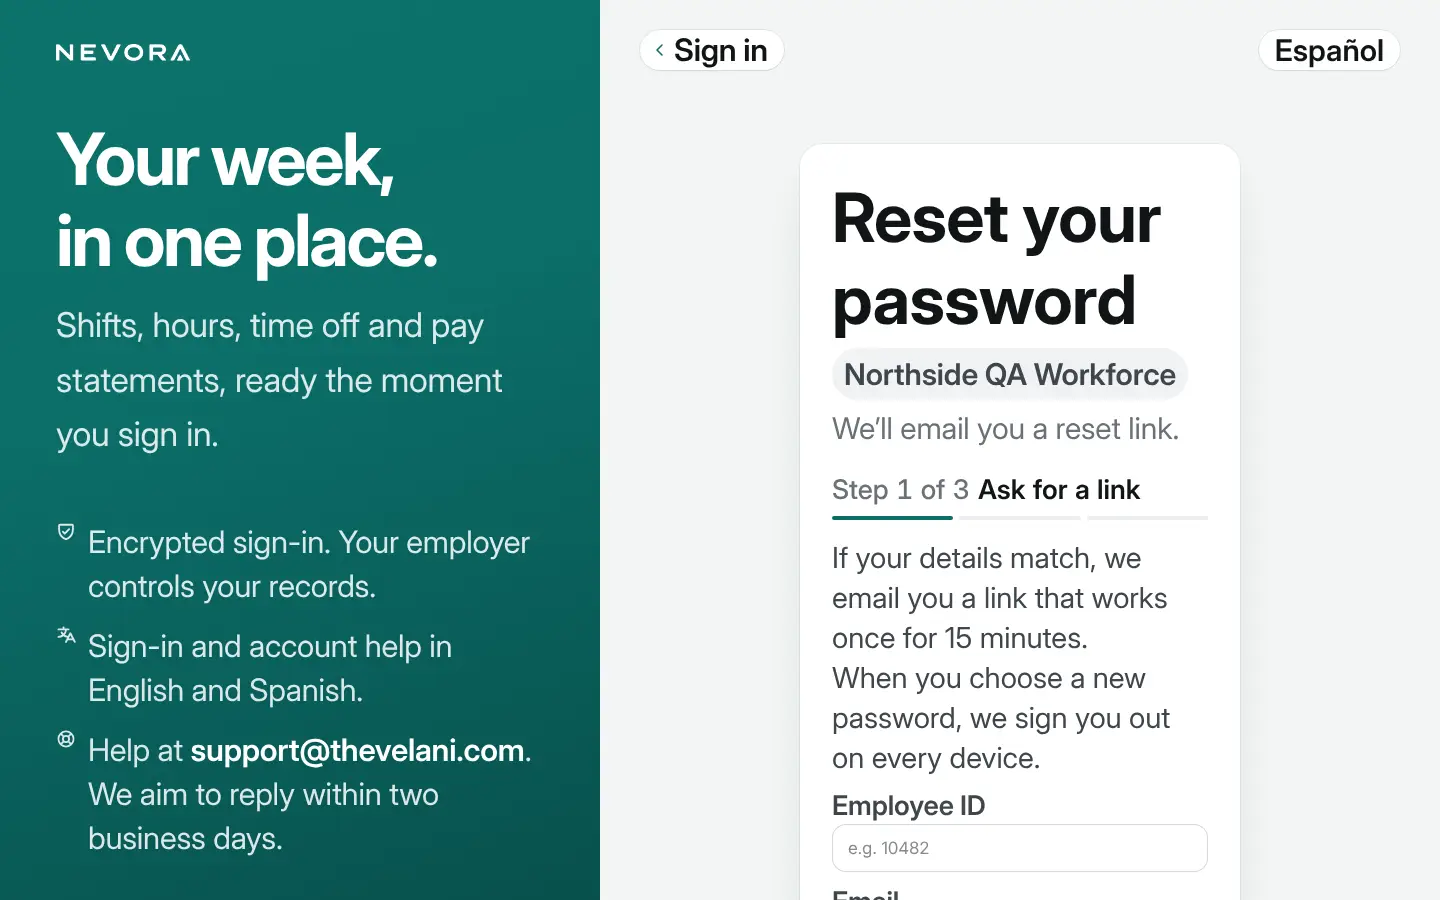 NEVORA
Your week,
in one place.
Shifts, hours, time off and pay
statements, ready the moment
you sign in.
Encrypted sign-in. Your employer
controls your records.
Sign-in and account help in
English and Spanish.
Help at support@thevelani.com.
We aim to reply within two
business days.
Sign in
Español
Reset your
password
Northside QA Workforce
We’ll email you a reset link.
Step 1 of 3 Ask for a link
If your details match, we
email you a link that works
once for 15 minutes.
When you choose a new
password, we sign you out
on every device.
Employee ID
e.g. 10482
Email